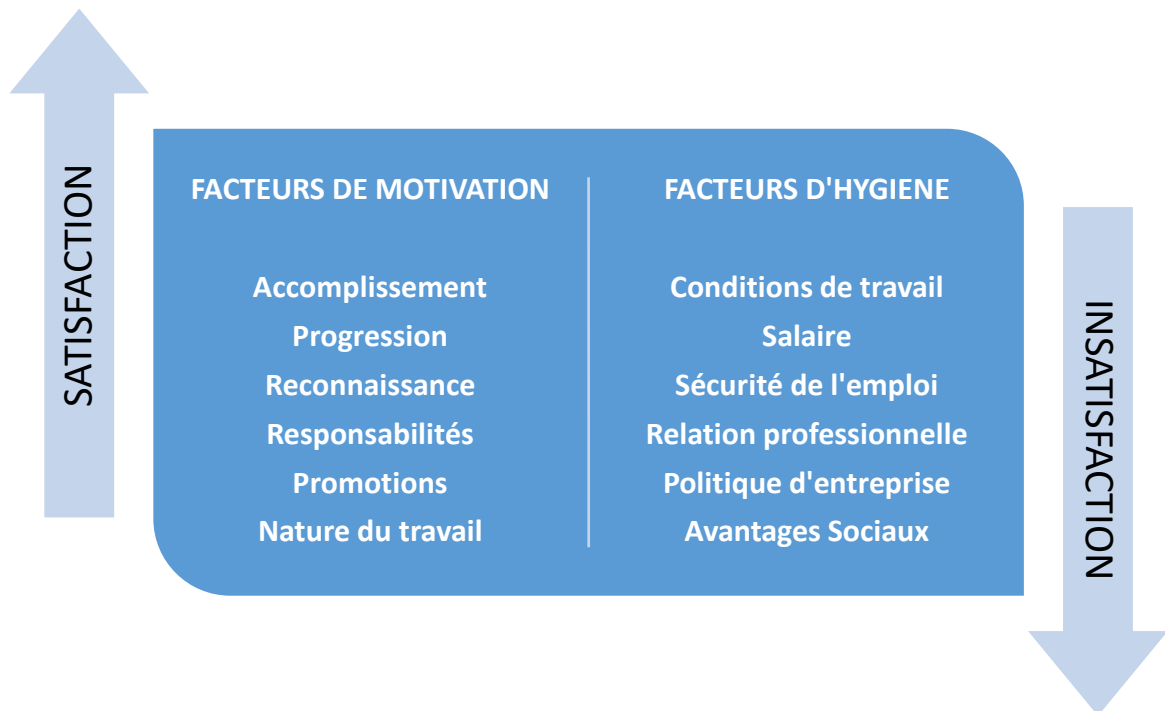 SATISFACTION
FACTEURS DE MOTIVATION
Accomplissement
Progression
Reconnaissance
Responsabilités
Promotions
Nature du travail
FACTEURS D'HYGIENE
Conditions de travail
Salaire
Sécurité de l'emploi
Relation professionnelle
Politique d'entreprise
Avantages Sociaux
INSATISFACTION